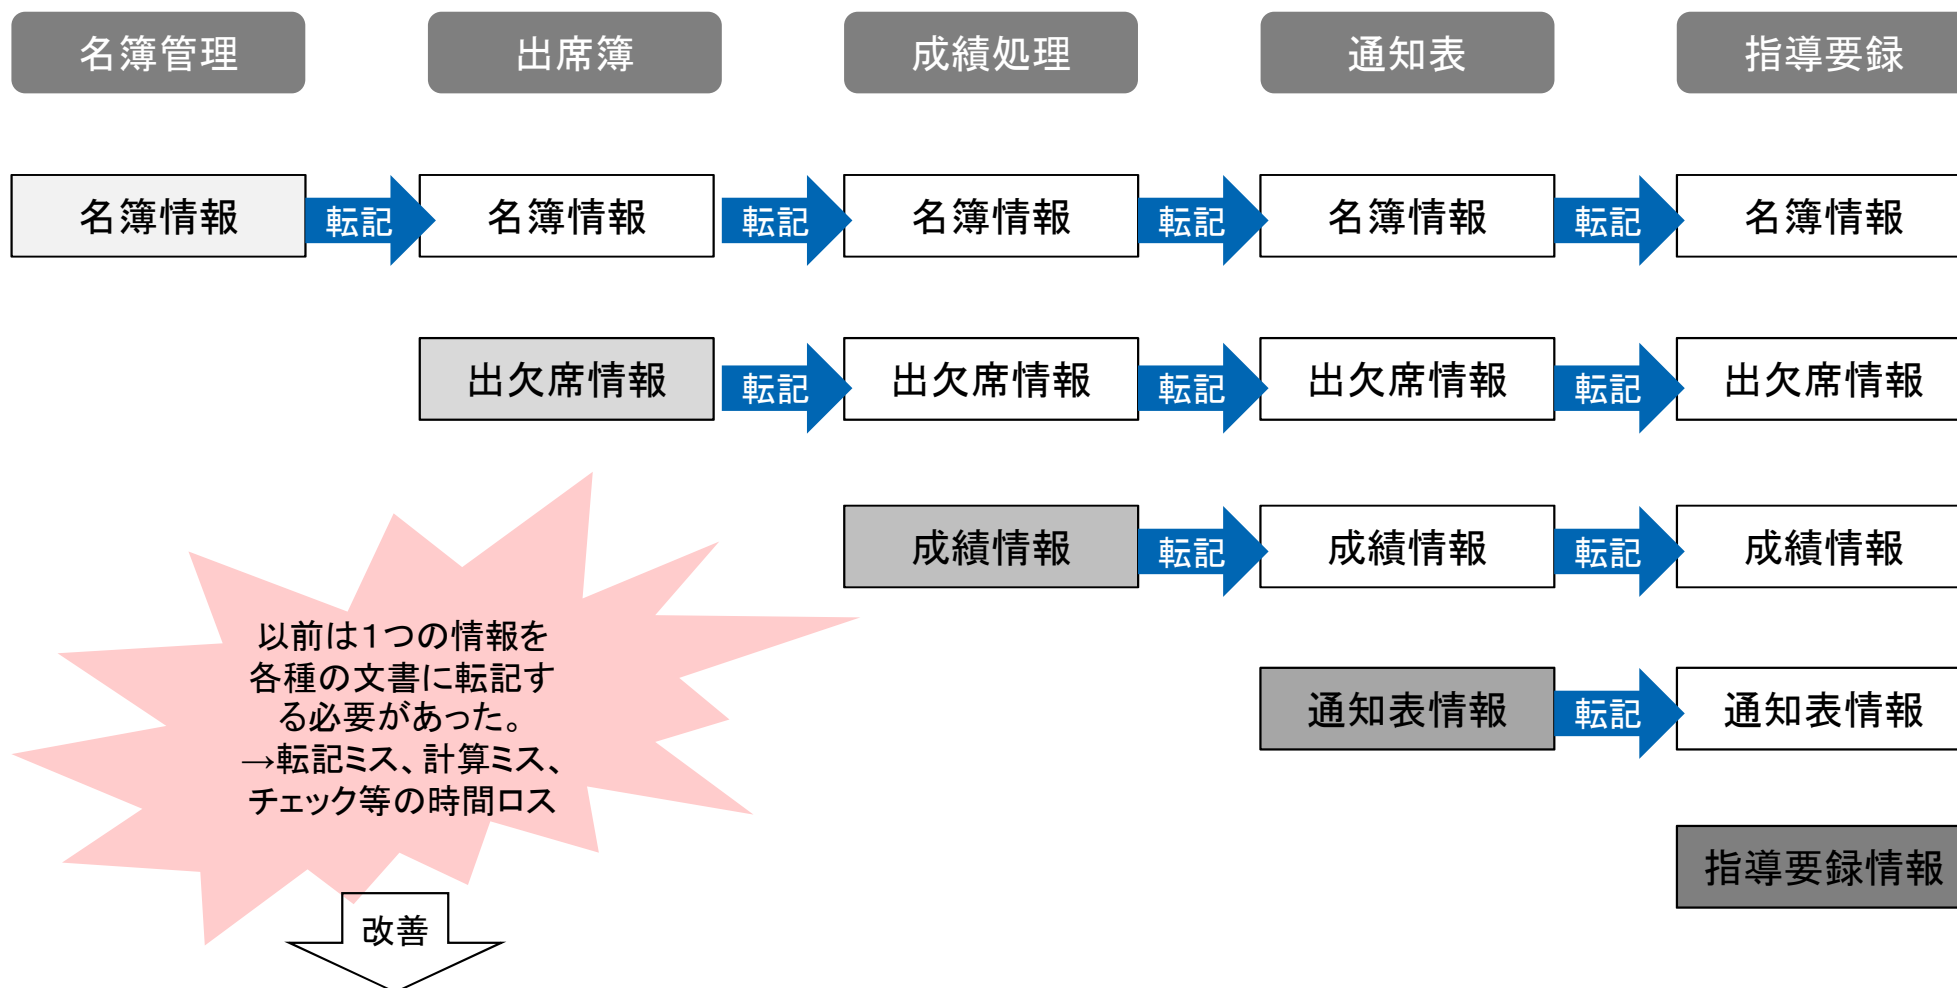 名簿管理
出席簿
成績処理
通知表
指導要録
名簿情報
転記
名簿情報
転記
名簿情報
転記
名簿情報
転記
名簿情報
出欠席情報
転記
出欠席情報
転記
出欠席情報
転記
出欠席情報
成績情報
転記
成績情報
転記
成績情報
以前は1つの情報を
各種の文書に転記す
る必要があった。
→転記ミス、計算ミス、
チェック等の時間ロス
通知表情報
転記
通知表情報
指導要録情報
改善